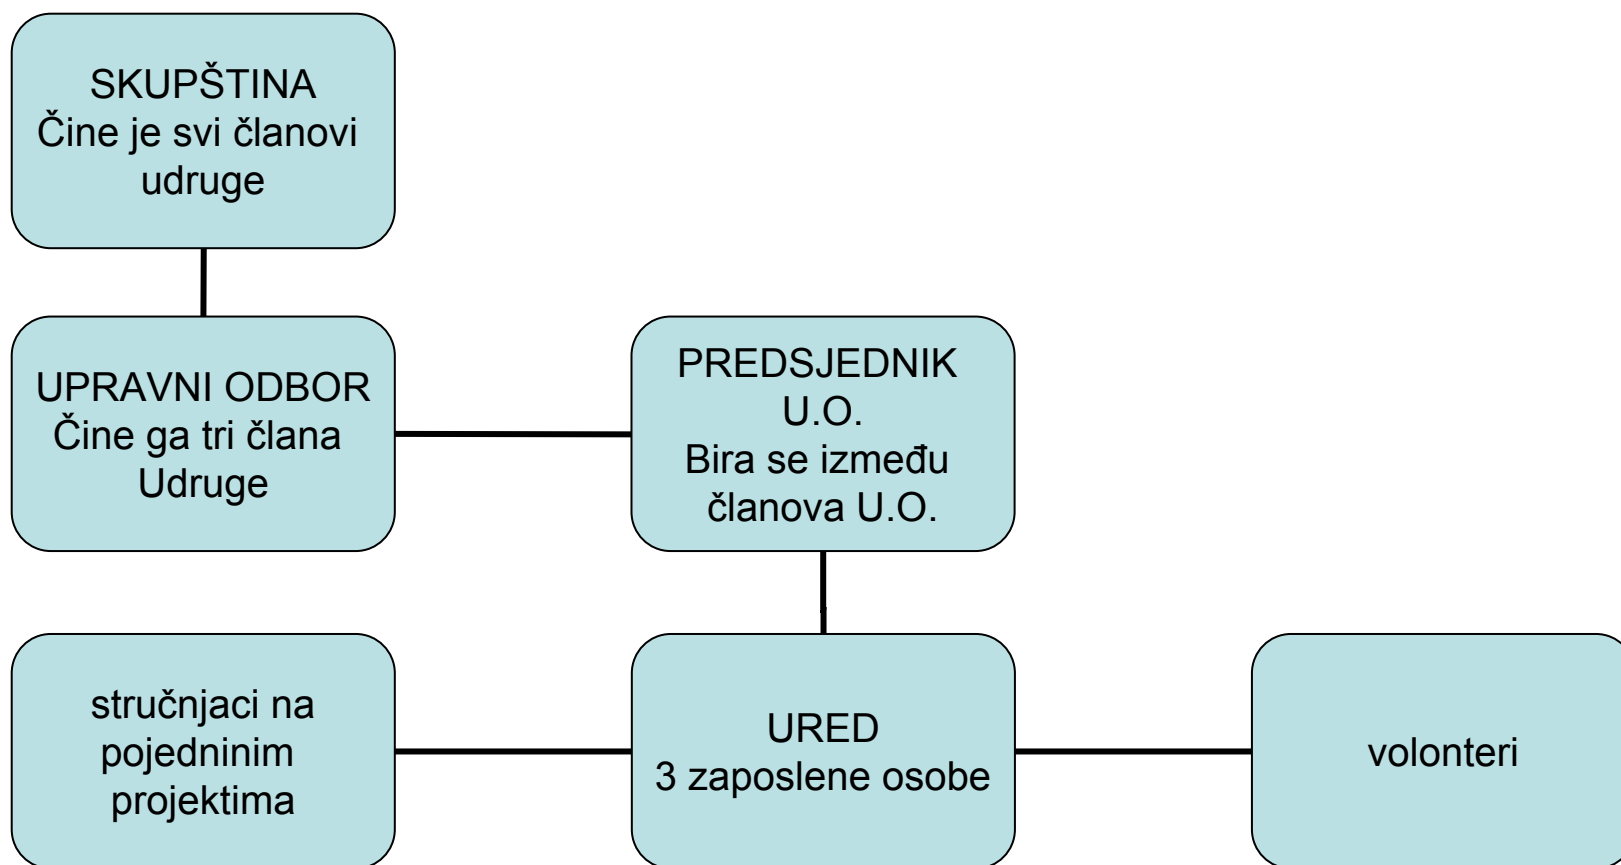 SKUPŠTINA
Čine je svi članovi
udruge
UPRAVNI ODBOR
Čine ga tri člana
Udruge
PREDSJEDNIK
U.O.
Bira se između
članova U.O.
stručnjaci na
pojedninim
projektima
URED
3 zaposlene osobe
volonteri